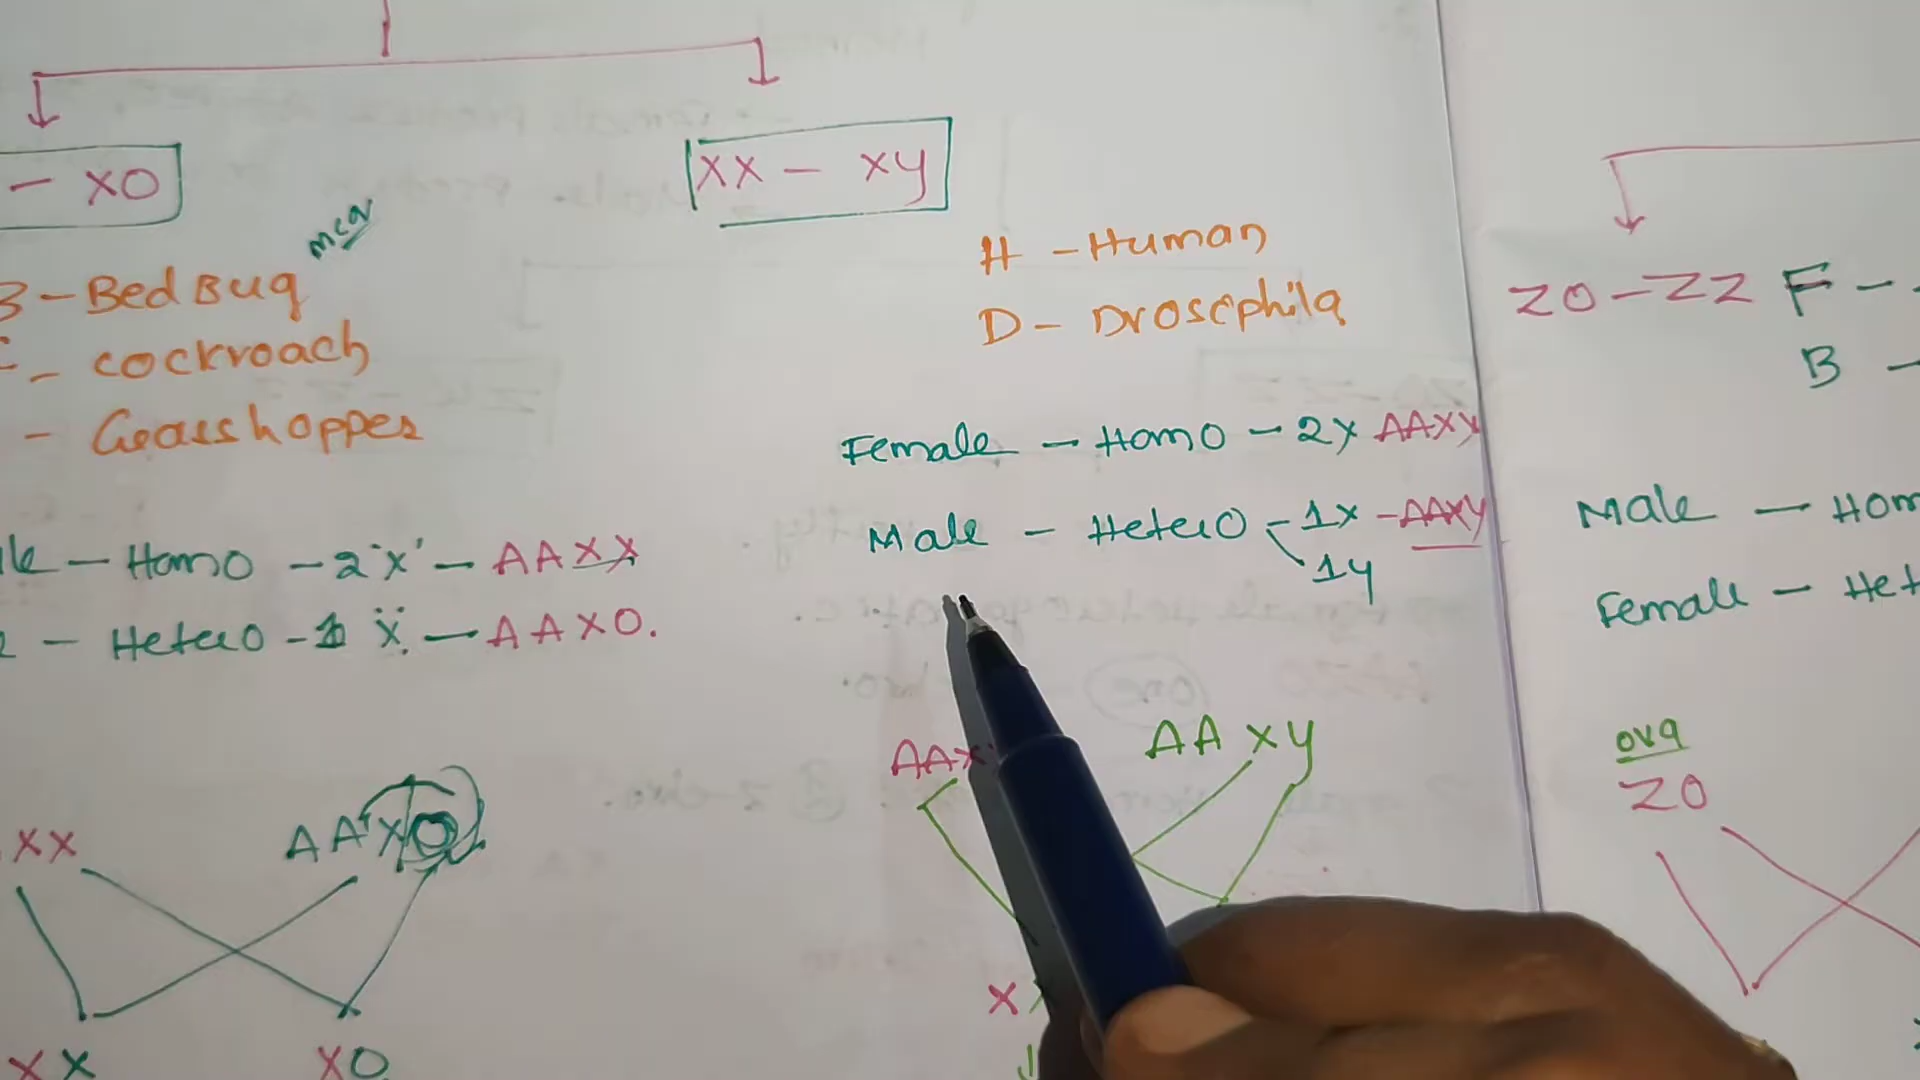 - XO
XX - XY
mcq
B - Bed Bug
- cockroach
- Grasshopper
H - Human
D - Drosophila
Female - Homo - 2X AAXX
Male - Hetero - 1X - AAXY
1Y
- Homo - 2'X' - AAXX
- Hetero - 1 X - AAXO.
XX
AAXO
XX
XO
AAX
AA XY
X
ZO - ZZ F -
B -
Male - Hom
Female - Het
ova
ZO